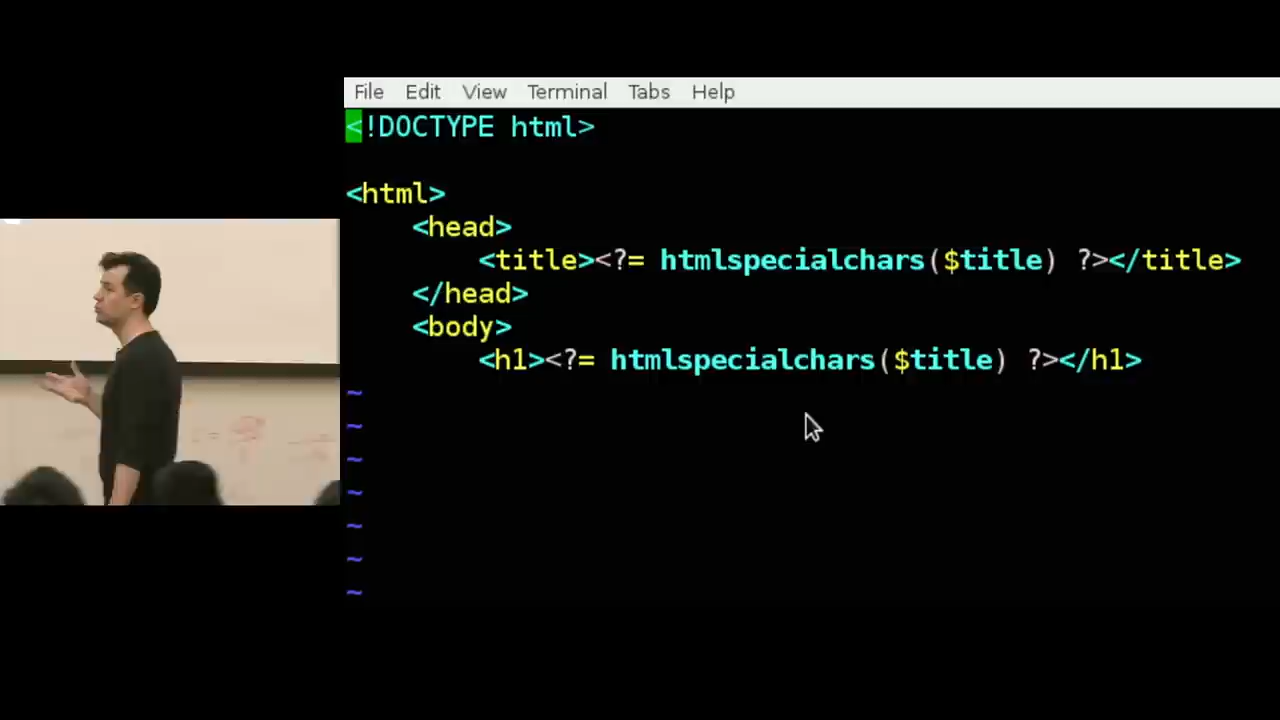 File Edit View Terminal Tabs Help
<!DOCTYPE html>
<html>
<head>
<title><?= htmlspecialchars($title) ?></title>
</head>
<body>
<h1><?= htmlspecialchars($title) ?></h1>
~
~
~
~
~
~
~